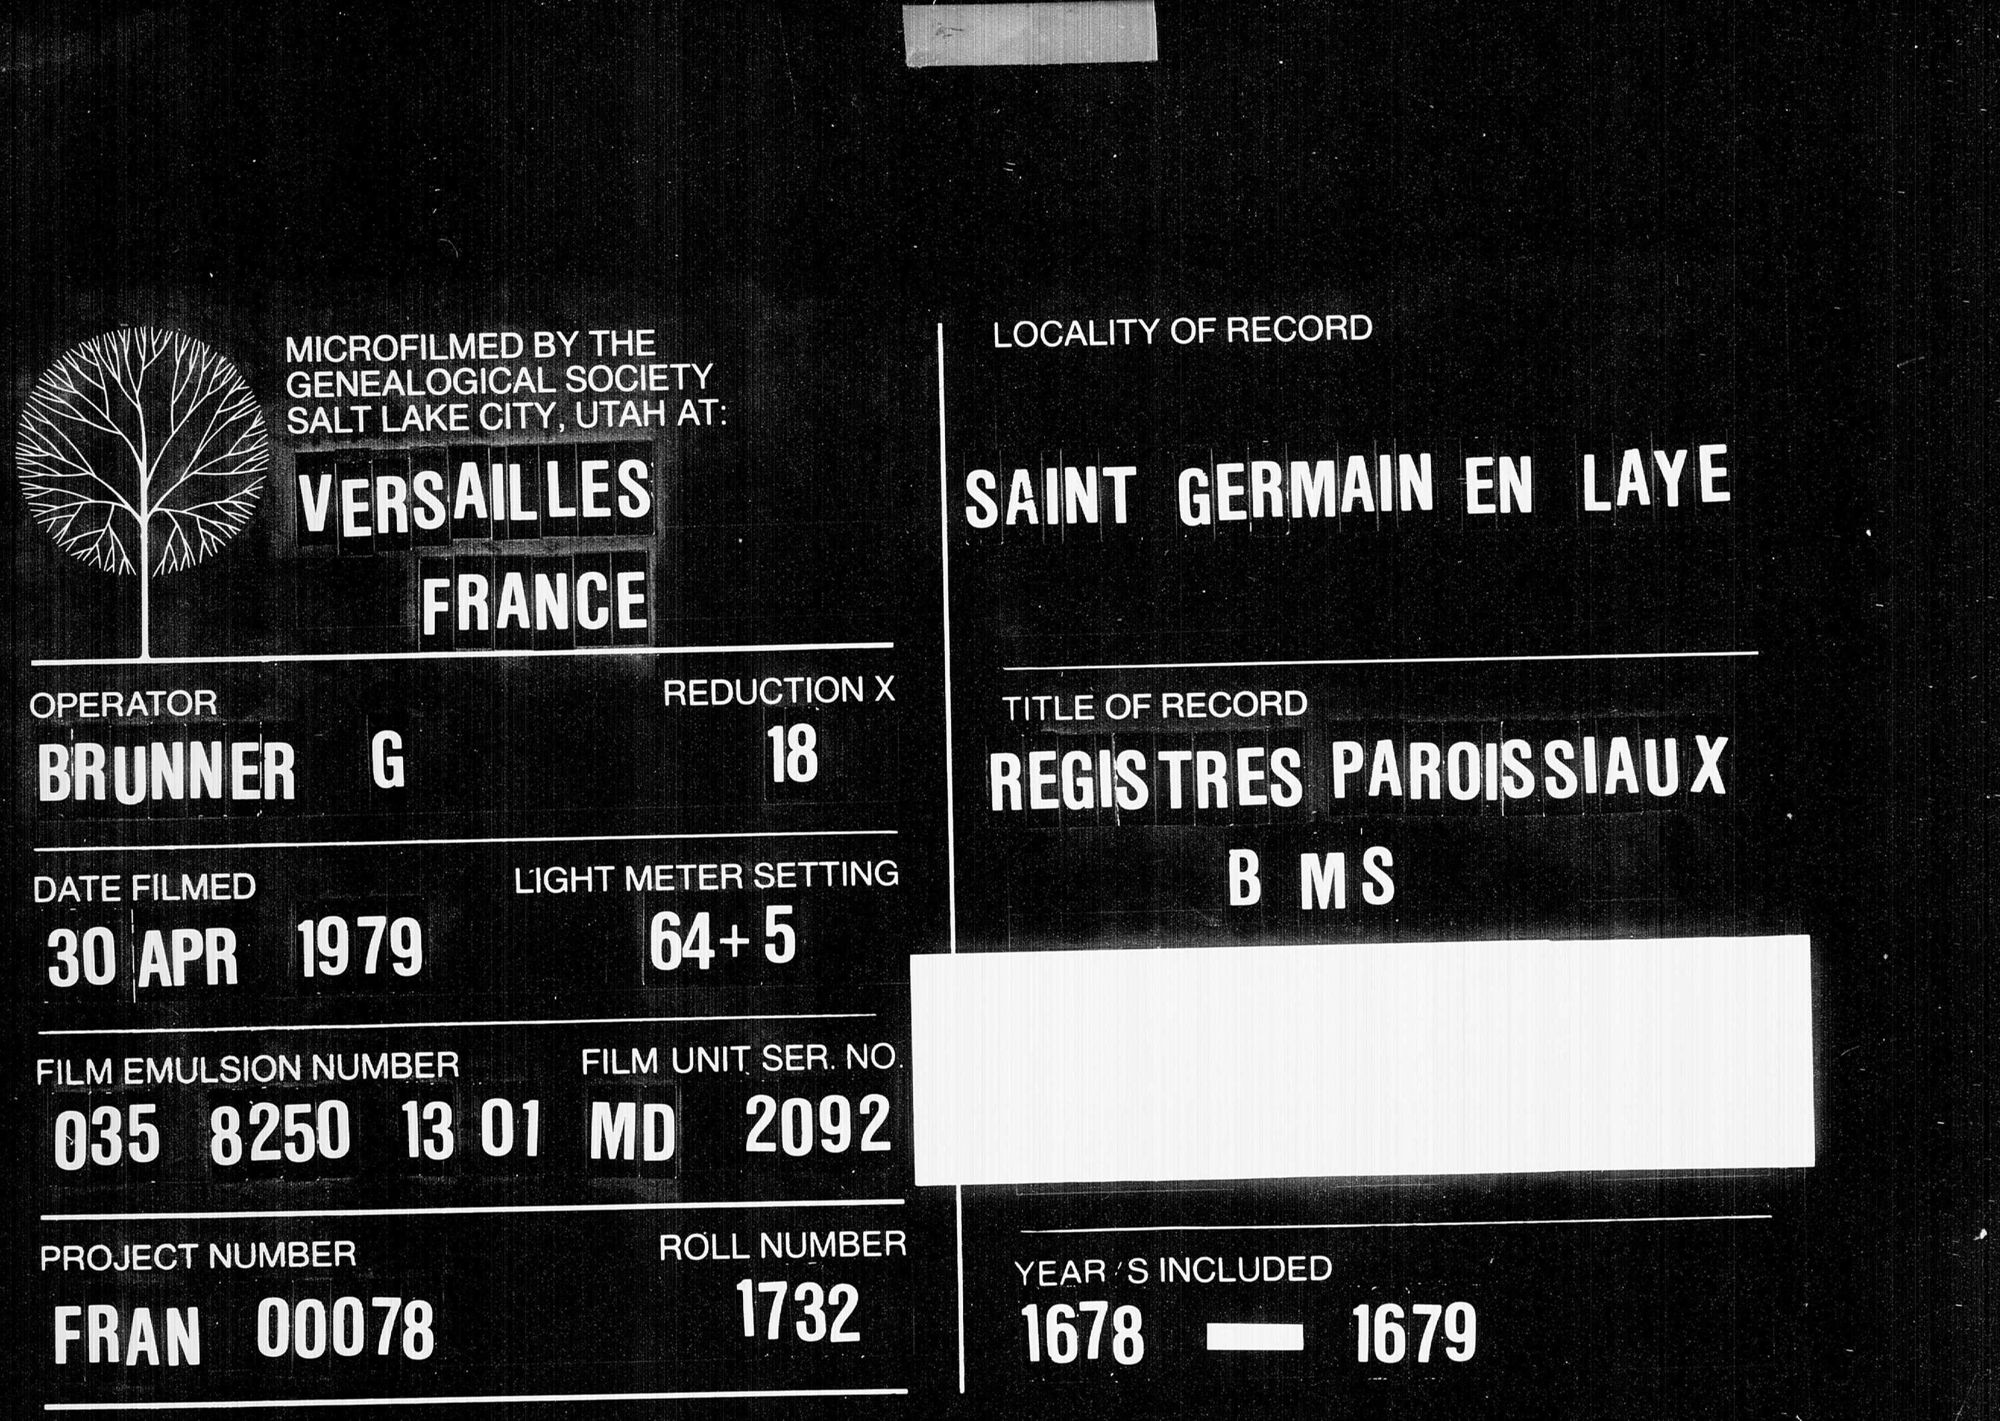 MICROFILMED BY THE
GENEALOGICAL SOCIETY
SALT LAKE CITY, UTAH AT:
VERSAILLES
FRANCE
OPERATOR REDUCTION X
BRUNNER G 18
DATE FILMED LIGHT METER SETTING
30 APR 1979 64+5
FILM EMULSION NUMBER FILM UNIT SER. NO.
035 8250 13 01 MD 2092
PROJECT NUMBER ROLL NUMBER
FRAN 00078 1732
LOCALITY OF RECORD
SAINT GERMAIN EN LAYE
TITLE OF RECORD
REGISTRES PAROISSIAUX
B M S
YEAR'S INCLUDED
1678 — 1679